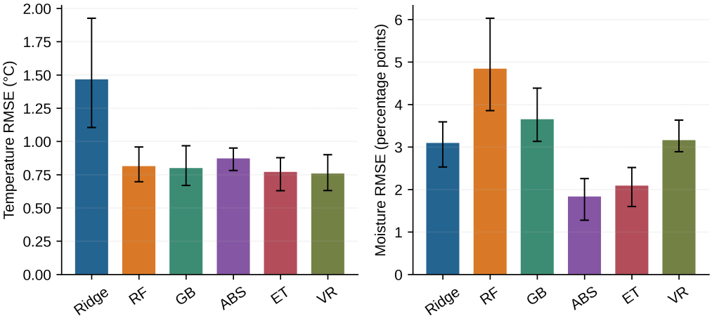 Temperature RMSE (°C)
2.00
1.75
1.50
1.25
1.00
0.75
0.50
0.25
0.00
Ridge
RF
GB
ABS
ET
VR
Moisture RMSE (percentage points)
6
5
4
3
2
1
0
Ridge
RF
GB
ABS
ET
VR